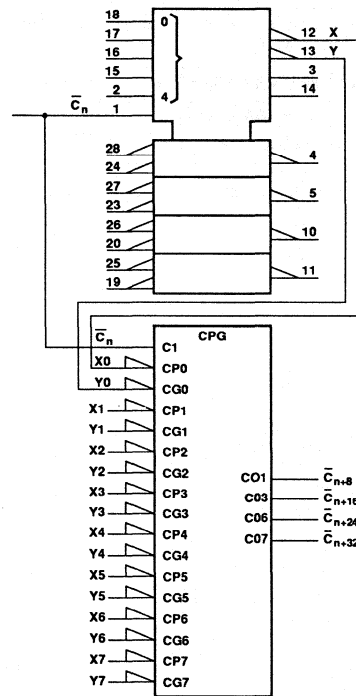 18 0 12 X
17 13 Y
16 3
15 14
2 4
C̅n 1
28 4
24
27 5
23
26 10
20
25 11
19
CPG
C̅n C1
X0 CP0
Y0 CG0
X1 CP1
Y1 CG1
X2 CP2
Y2 CG2 CO1 C̅n+8
X3 CP3 C03 C̅n+16
Y3 CG3 C06 C̅n+24
X4 CP4 C07 C̅n+32
Y4 CG4
X5 CP5
Y5 CG5
X6 CP6
Y6 CG6
X7 CP7
Y7 CG7